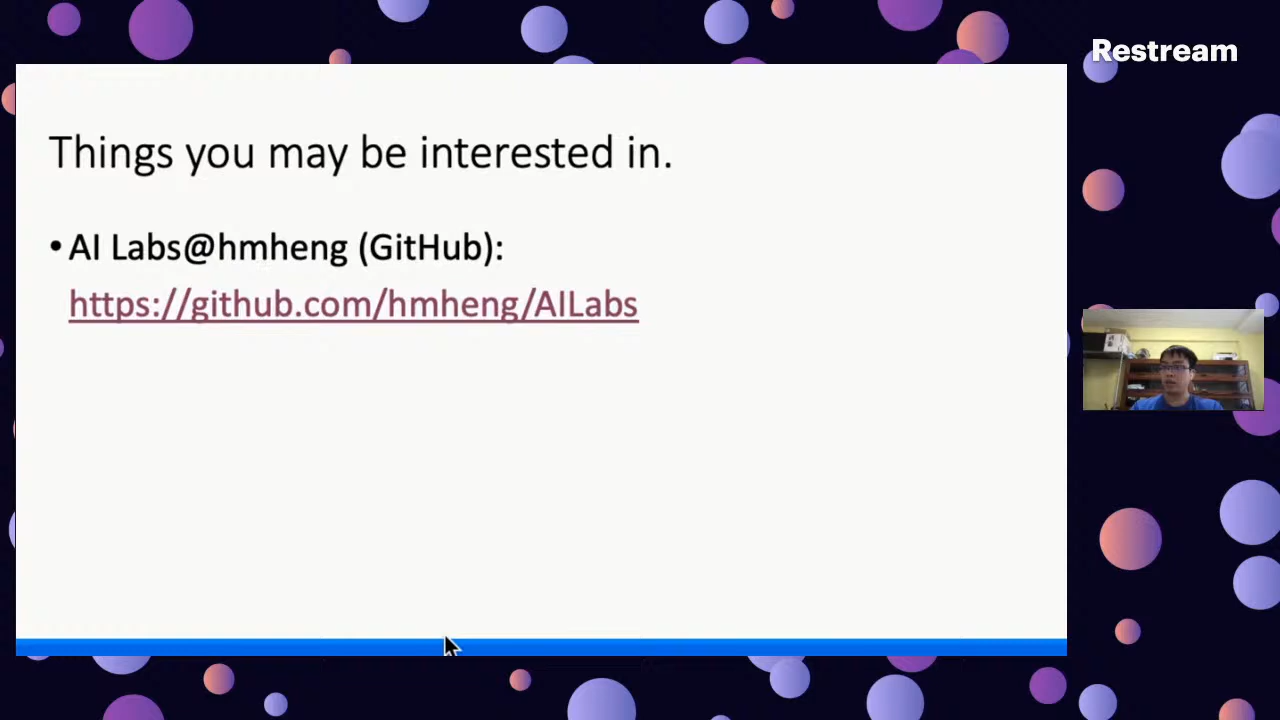 Restream
Things you may be interested in.
• AI Labs@hmheng (GitHub):
https://github.com/hmheng/AILabs